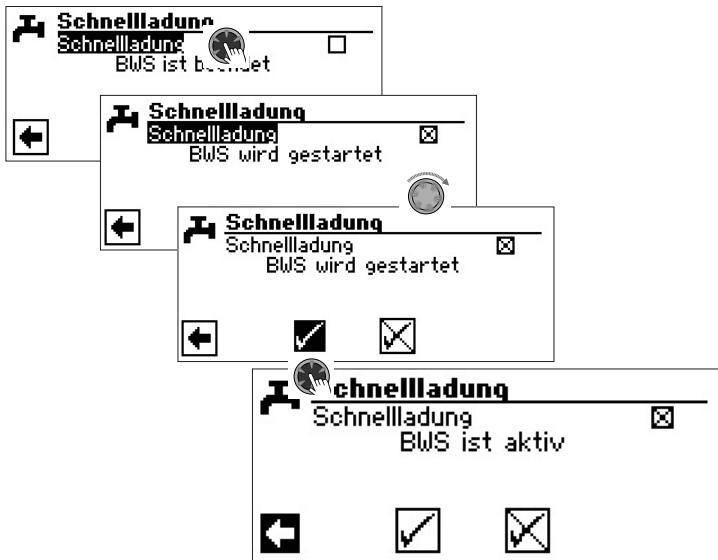 Schnellladung
Schnellladung
BWS ist
Schnellladung
Schnellladung
BWS wird gestartet
Schnellladung
Schnellladung
BWS wird gestartet
chnellladung
Schnellladung
BWS ist aktiv